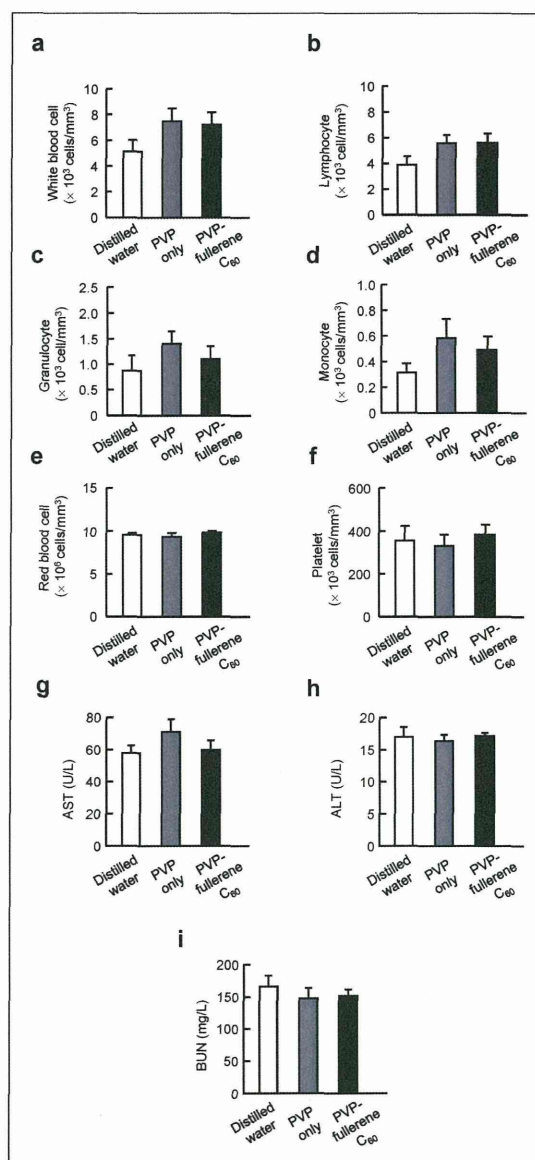 a
White blood cell
(× 10³ cells/mm³)
10
8
6
4
2
0
Distilled water
PVP only
PVP-fullerene C₆₀
b
Lymphocyte
(× 10³ cells/mm³)
10
8
6
4
2
0
Distilled water
PVP only
PVP-fullerene C₆₀
c
Granulocyte
(× 10³ cell/mm³)
2.5
2.0
1.5
1.0
0.5
0
Distilled water
PVP only
PVP-fullerene C₆₀
d
Monocyte
(× 10³ cells/mm³)
1.0
0.8
0.6
0.4
0.2
0
Distilled water
PVP only
PVP-fullerene C₆₀
e
Red blood cell
(× 10⁶ cells/mm³)
15
10
5
0
Distilled water
PVP only
PVP-fullerene C₆₀
f
Platelet
(× 10³ cells/mm³)
600
400
200
0
Distilled water
PVP only
PVP-fullerene C₆₀
g
AST (U/L)
80
60
40
20
0
Distilled water
PVP only
PVP-fullerene C₆₀
h
ALT (U/L)
20
15
10
5
0
Distilled water
PVP only
PVP-fullerene C₆₀
i
BUN (mg/L)
200
150
100
50
0
Distilled water
PVP only
PVP-fullerene C₆₀